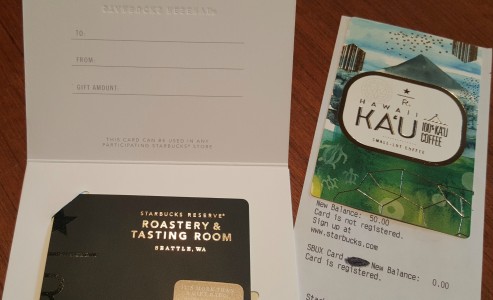 STARBUCKS RESERVE
TO:
FROM:
GIFT AMOUNT:
THIS CARD CAN BE USED IN ANY
PARTICIPATING STARBUCKS® STORE
STARBUCKS RESERVE®
ROASTERY &
TASTING ROOM
SEATTLE, WA
R
HAWAII
KA'U
100% KA'U
COFFEE
SMALL-LOT COFFEE
New Balance: 50.00
Card is not registered.
Sign up at
www.starbucks.com
SBUX Card New Balance: 0.00
Card is registered.